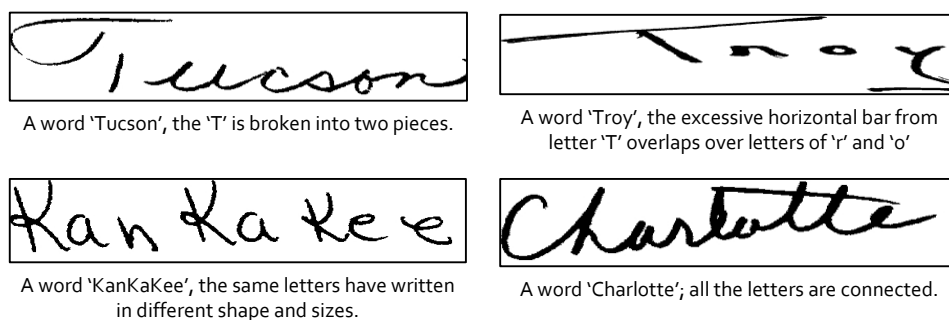 Tucson
A word ‘Tucson’, the ‘T’ is broken into two pieces.
Troy
A word ‘Troy’, the excessive horizontal bar from
letter ‘T’ overlaps over letters of ‘r’ and ‘o’
KanKaKee
A word ‘KanKaKee’, the same letters have written
in different shape and sizes.
Charlotte
A word ‘Charlotte’; all the letters are connected.